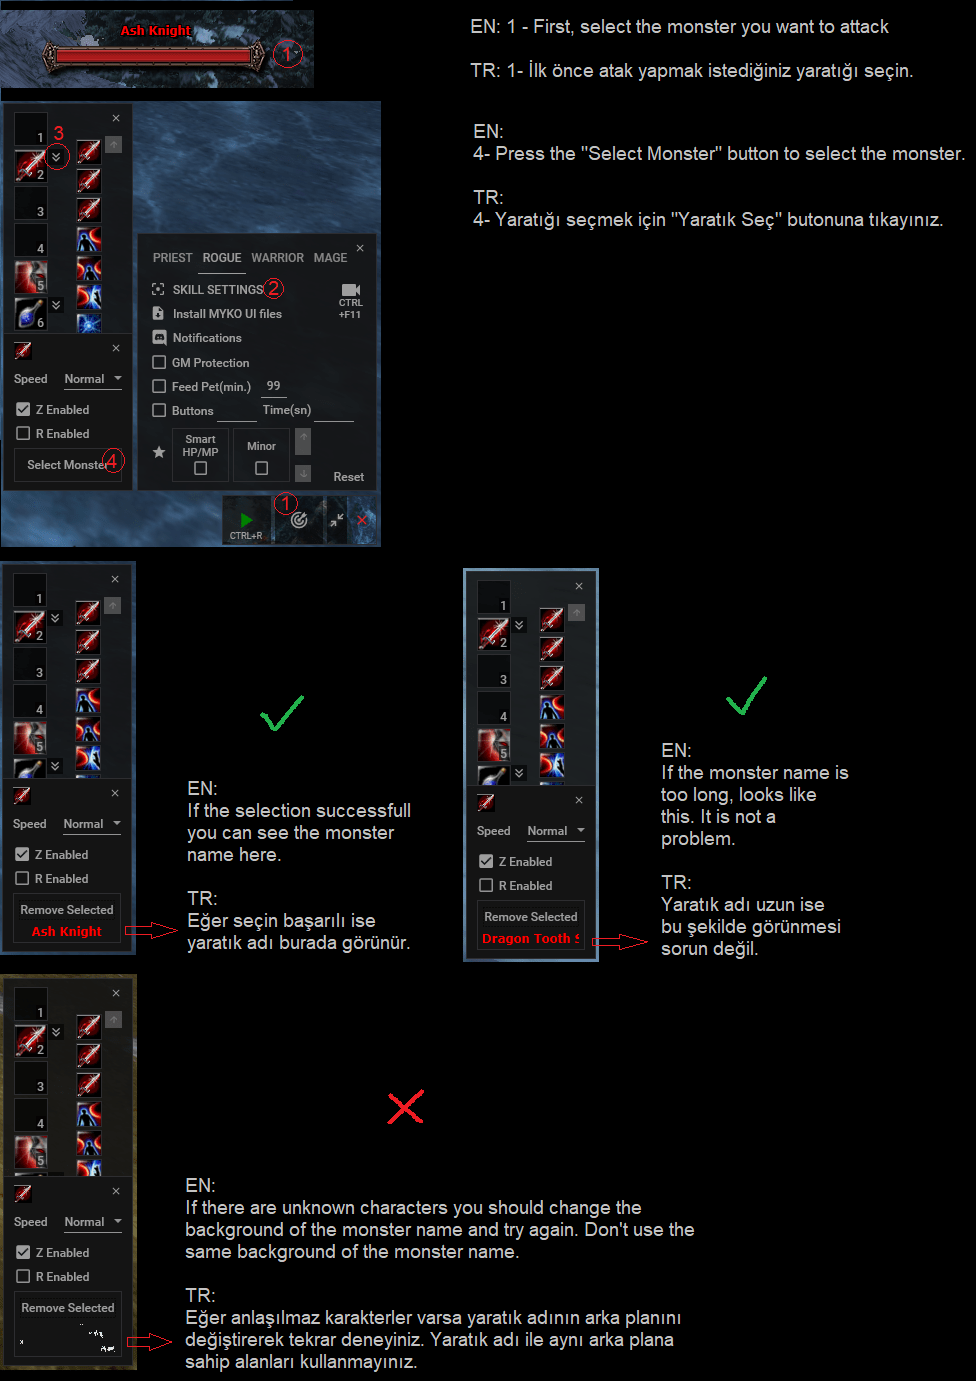 Ash Knight
1
EN: 1 - First, select the monster you want to attack
TR: 1- İlk önce atak yapmak istediğiniz yaratığı seçin.
EN:
4- Press the "Select Monster" button to select the monster.
TR:
4- Yaratığı seçmek için "Yaratık Seç" butonuna tıkayınız.
1
3
2
3
4
5
6
Speed Normal
Z Enabled
R Enabled
Select Monster
4
PRIEST ROGUE WARRIOR MAGE
SKILL SETTINGS 2
CTRL
+F11
Install MYKO UI files
Notifications
GM Protection
Feed Pet(min.) 99
Buttons Time(sn)
Smart
HP/MP
Minor
Reset
1
CTRL+R
1
2
3
4
5
Speed Normal
Z Enabled
R Enabled
Remove Selected
Ash Knight
EN:
If the selection successfull
you can see the monster
name here.
TR:
Eğer seçin başarılı ise
yaratık adı burada görünür.
1
2
3
4
5
Speed Normal
Z Enabled
R Enabled
Remove Selected
Dragon Tooth S
EN:
If the monster name is
too long, looks like
this. It is not a
problem.
TR:
Yaratık adı uzun ise
bu şekilde görünmesi
sorun değil.
1
2
3
4
5
Speed Normal
Z Enabled
R Enabled
Remove Selected
EN:
If there are unknown characters you should change the
background of the monster name and try again. Don't use the
same background of the monster name.
TR:
Eğer anlaşılmaz karakterler varsa yaratık adının arka planını
değiştirerek tekrar deneyiniz. Yaratık adı ile aynı arka plana
sahip alanları kullanmayınız.